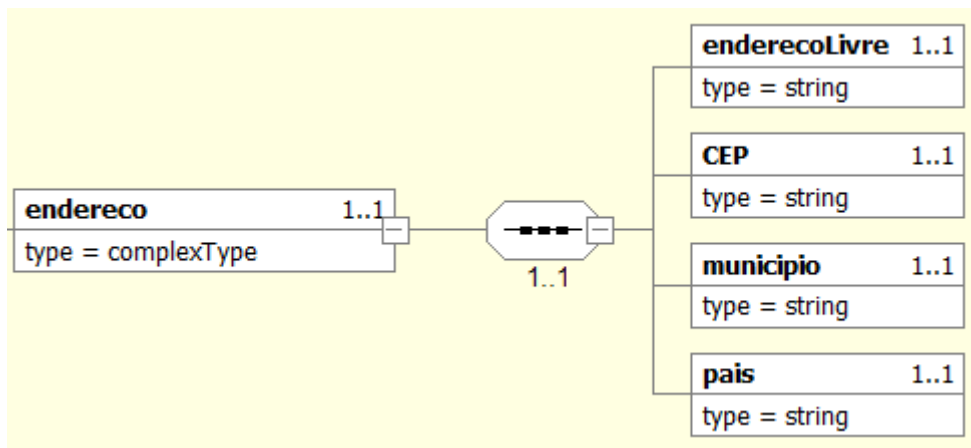 endereco 1..1
type = complexType
1..1
enderecoLivre 1..1
type = string
CEP 1..1
type = string
municipio 1..1
type = string
pais 1..1
type = string